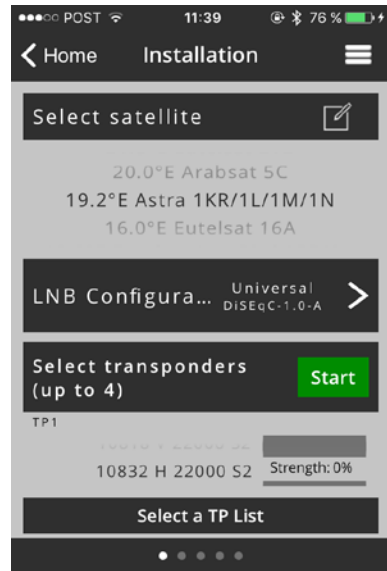 POST 11:39 76 %
Home Installation
Select satellite
20.0°E Arabsat 5C
19.2°E Astra 1KR/1L/1M/1N
16.0°E Eutelsat 16A
LNB Configura... Universal
DiSEqC-1.0-A
Select transponders
(up to 4)
Start
TP1
10832 H 22000 S2 Strength: 0%
Select a TP List